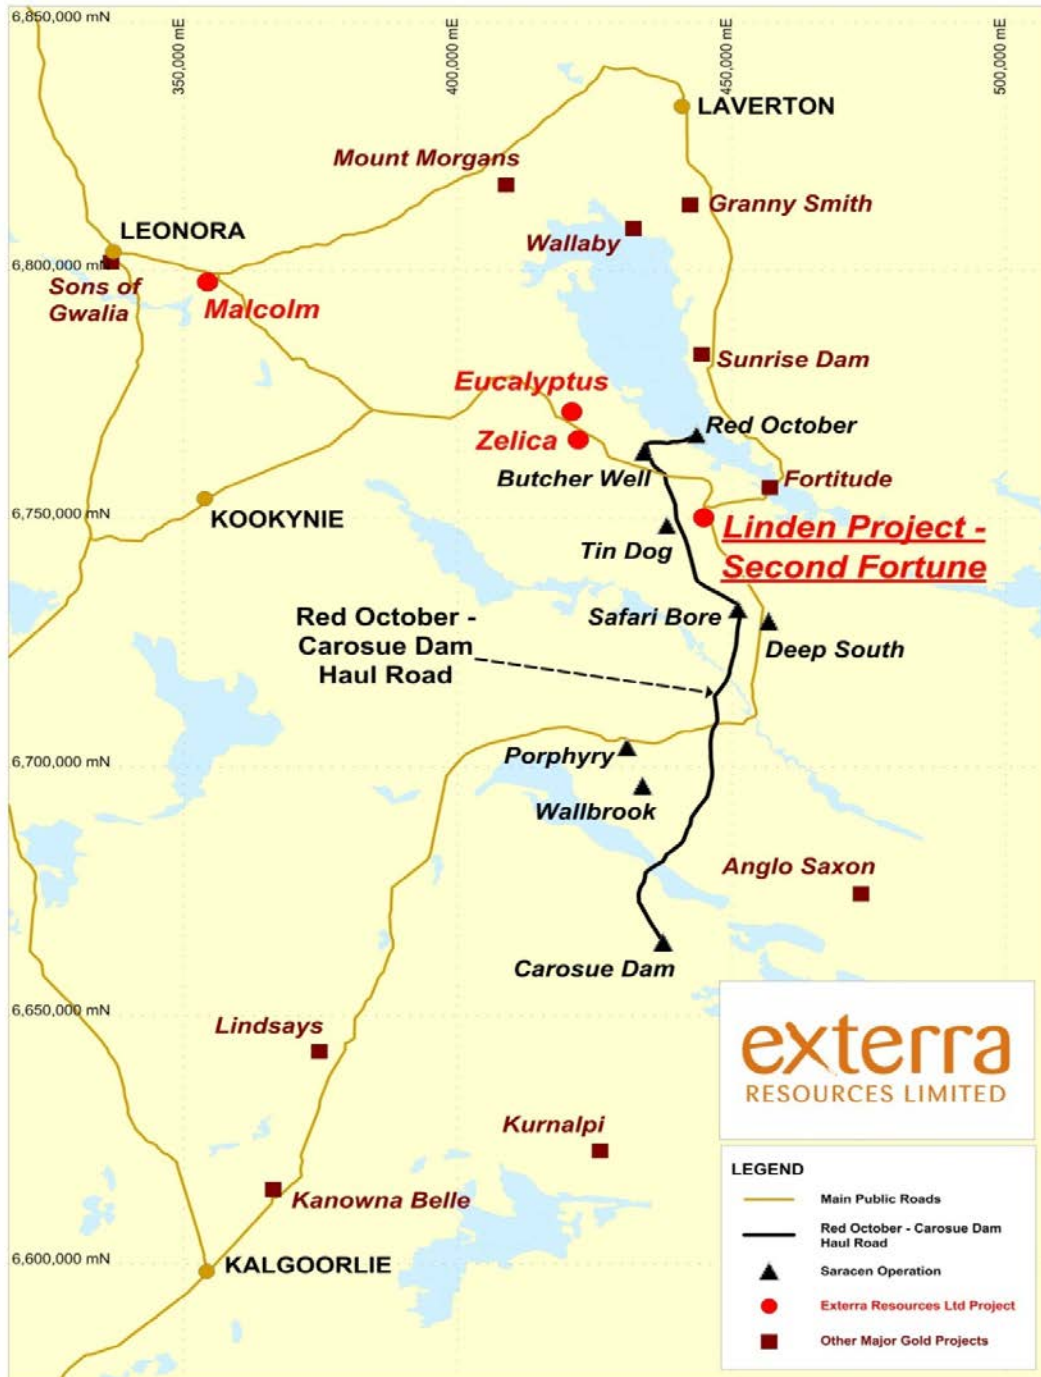 6,850,000 mN
350,000 mE
400,000 mE
450,000 mE
500,000 mE
LAVERTON
Mount Morgans
Granny Smith
LEONORA
Wallaby
6,800,000 mN
Sons of
Gwalia
Malcolm
Sunrise Dam
Eucalyptus
Red October
Zelica
Butcher Well
Fortitude
KOOKYNIE
6,750,000 mN
Linden Project -
Second Fortune
Tin Dog
Red October -
Carosue Dam
Haul Road
Safari Bore
Deep South
6,700,000 mN
Porphyry
Wallbrook
Anglo Saxon
Carosue Dam
6,650,000 mN
Lindsays
exterra
RESOURCES LIMITED
Kurnalpi
Kanowna Belle
6,600,000 mN
KALGOORLIE
LEGEND
Main Public Roads
Red October - Carosue Dam
Haul Road
Saracen Operation
Exterra Resources Ltd Project
Other Major Gold Projects